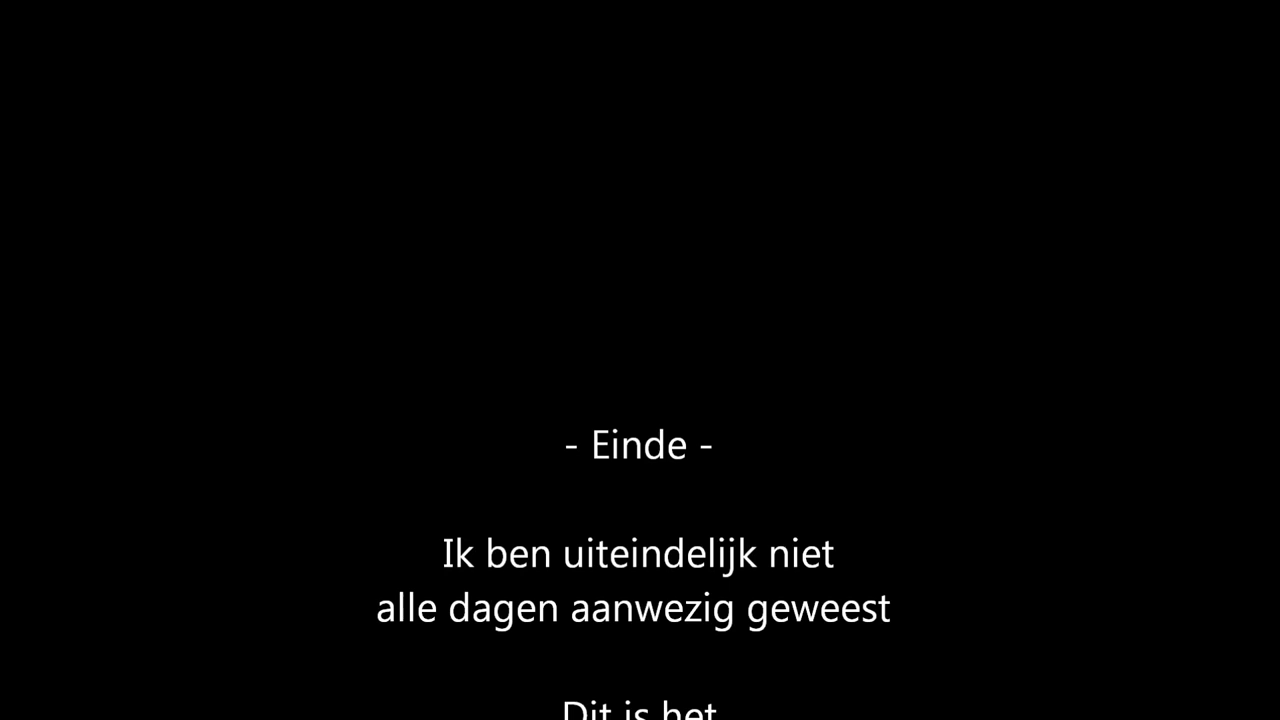 - Einde -
Ik ben uiteindelijk niet
alle dagen aanwezig geweest
Dit is het